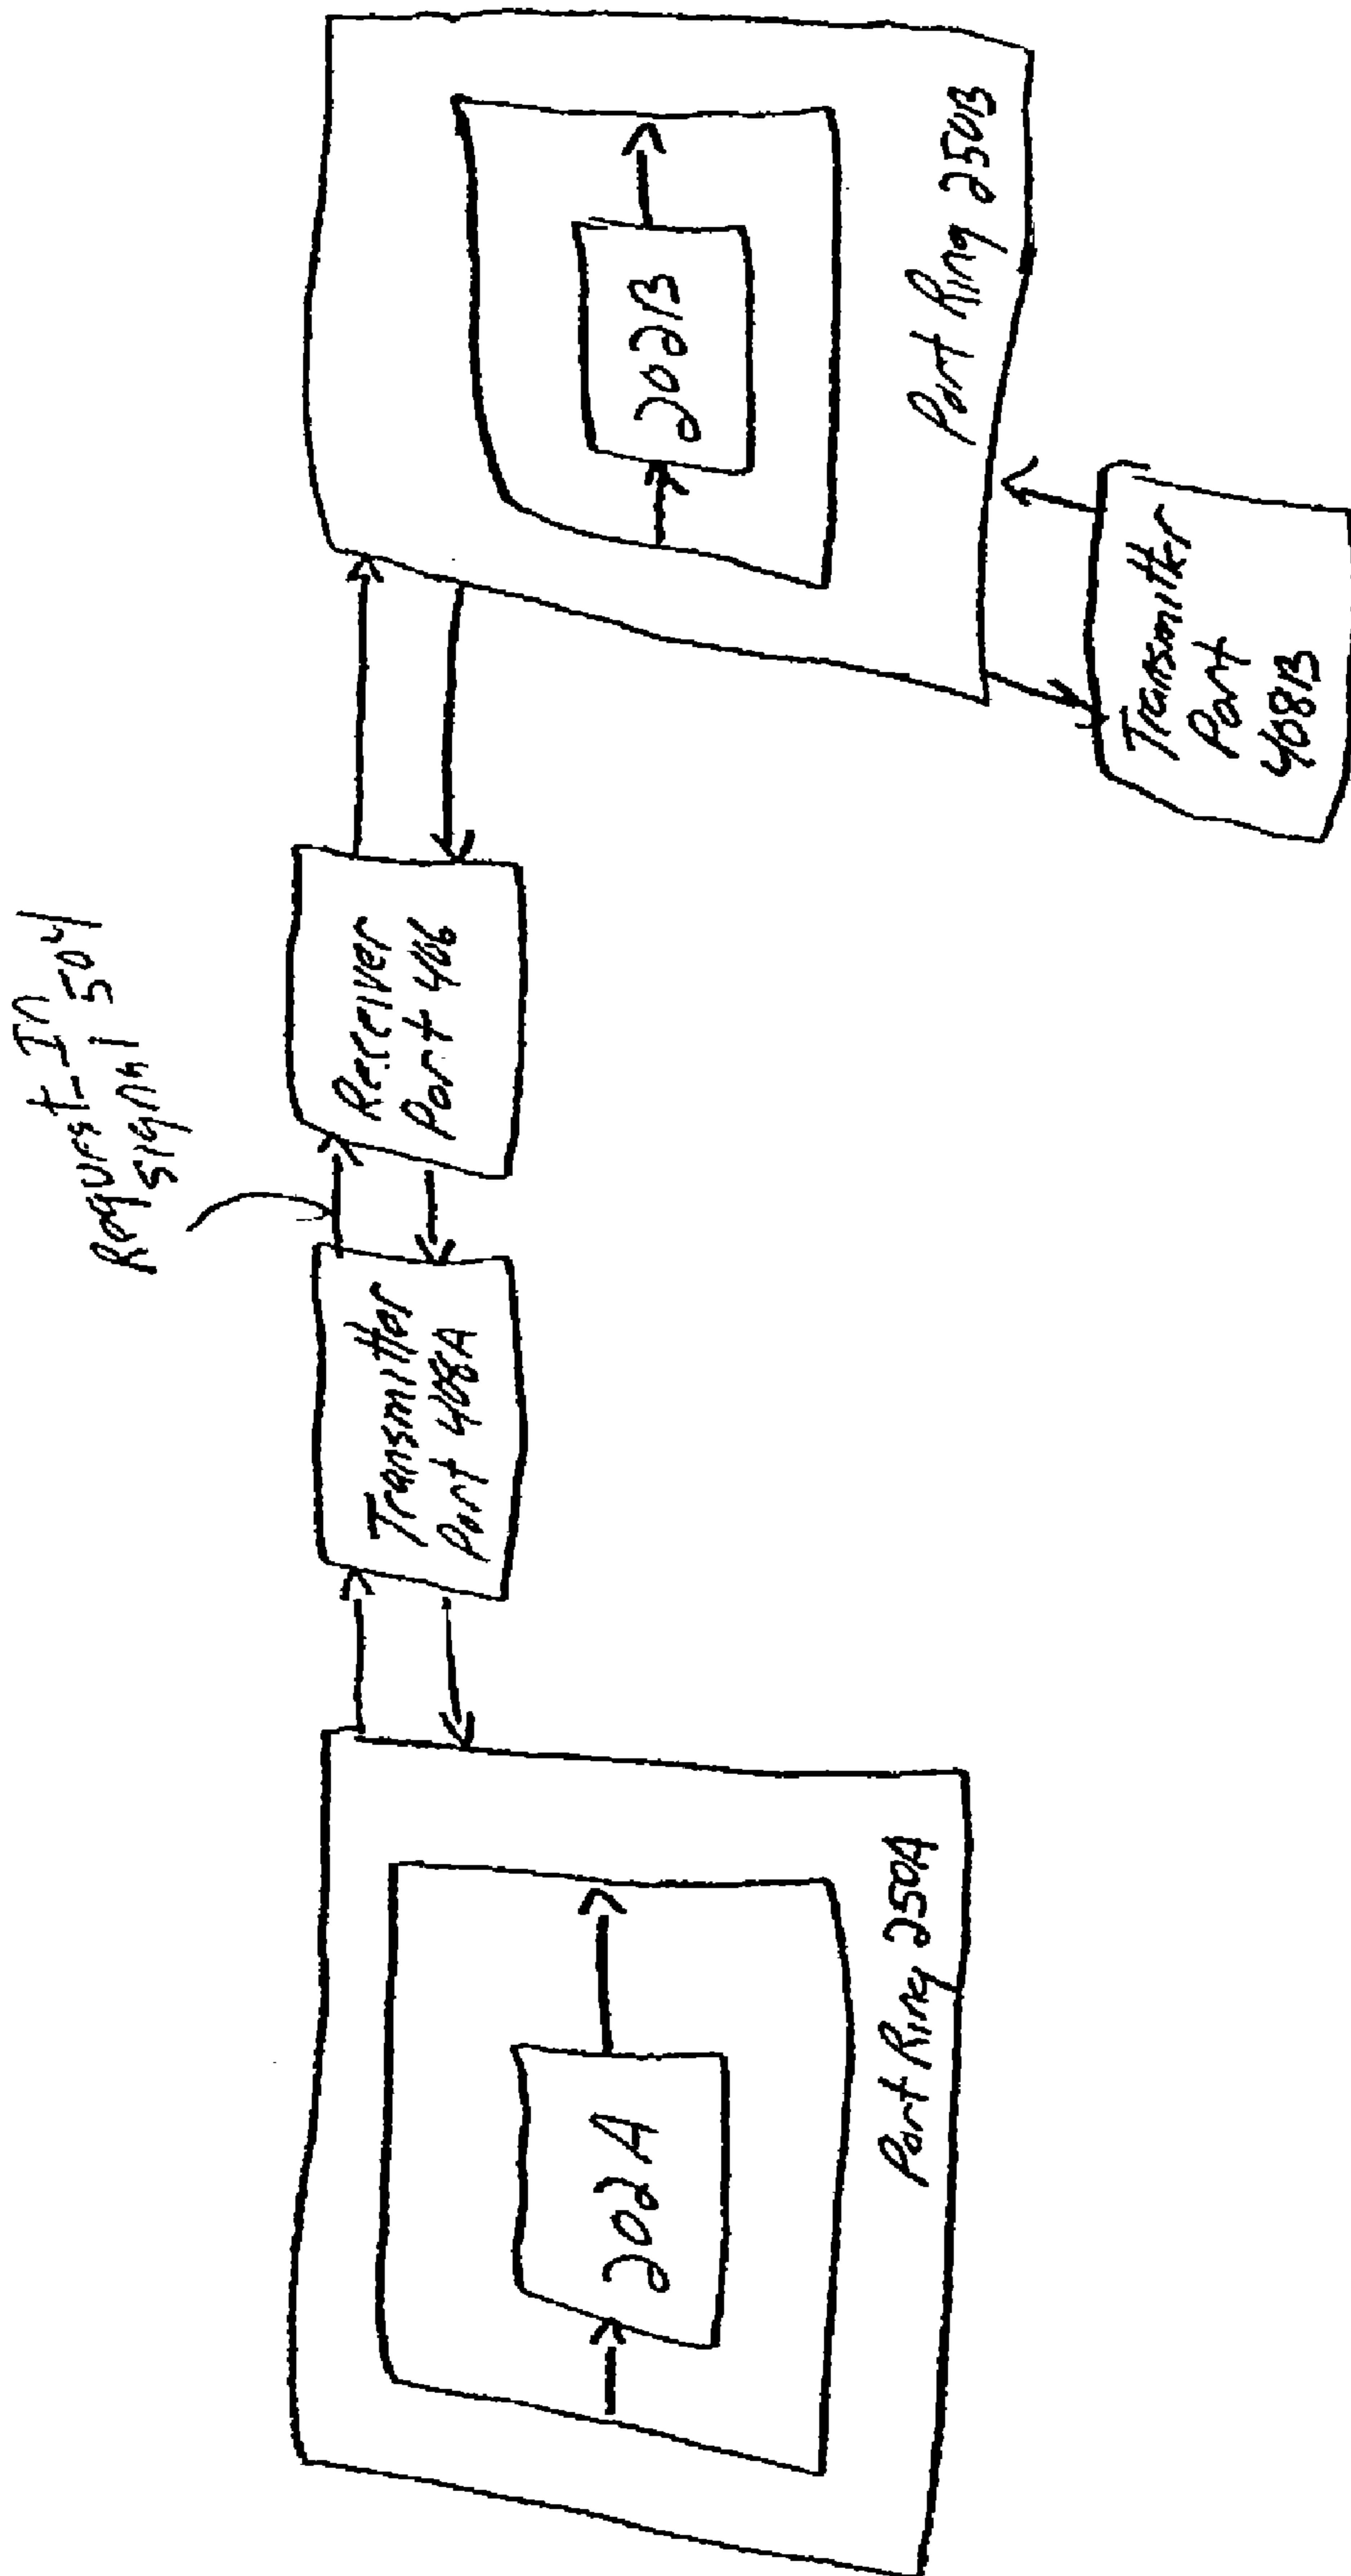 Request_In
signal 504
202A
Port Ring 250A
Transmitter
Port 408A
Receiver
Port 406
202B
Port Ring 250B
Transmitter
Port
408B